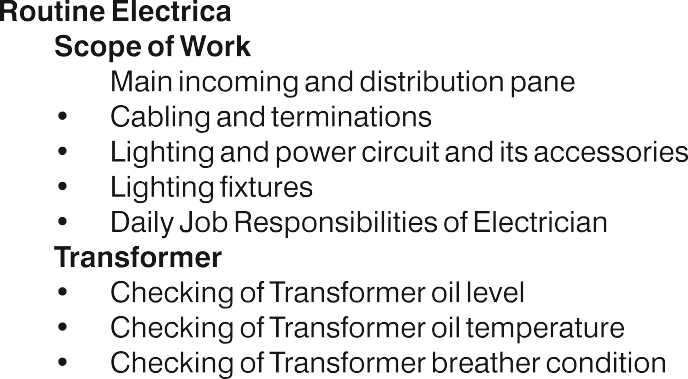 Routine Electrica
Scope of Work
Main incoming and distribution pane
• Cabling and terminations
• Lighting and power circuit and its accessories
• Lighting fixtures
• Daily Job Responsibilities of Electrician
Transformer
• Checking of Transformer oil level
• Checking of Transformer oil temperature
• Checking of Transformer breather condition